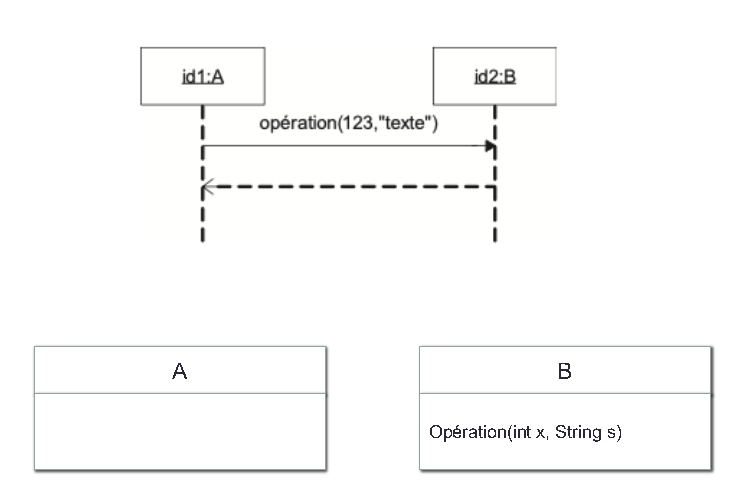 id1:A
id2:B
opération(123,"texte")
A
B
Opération(int x, String s)